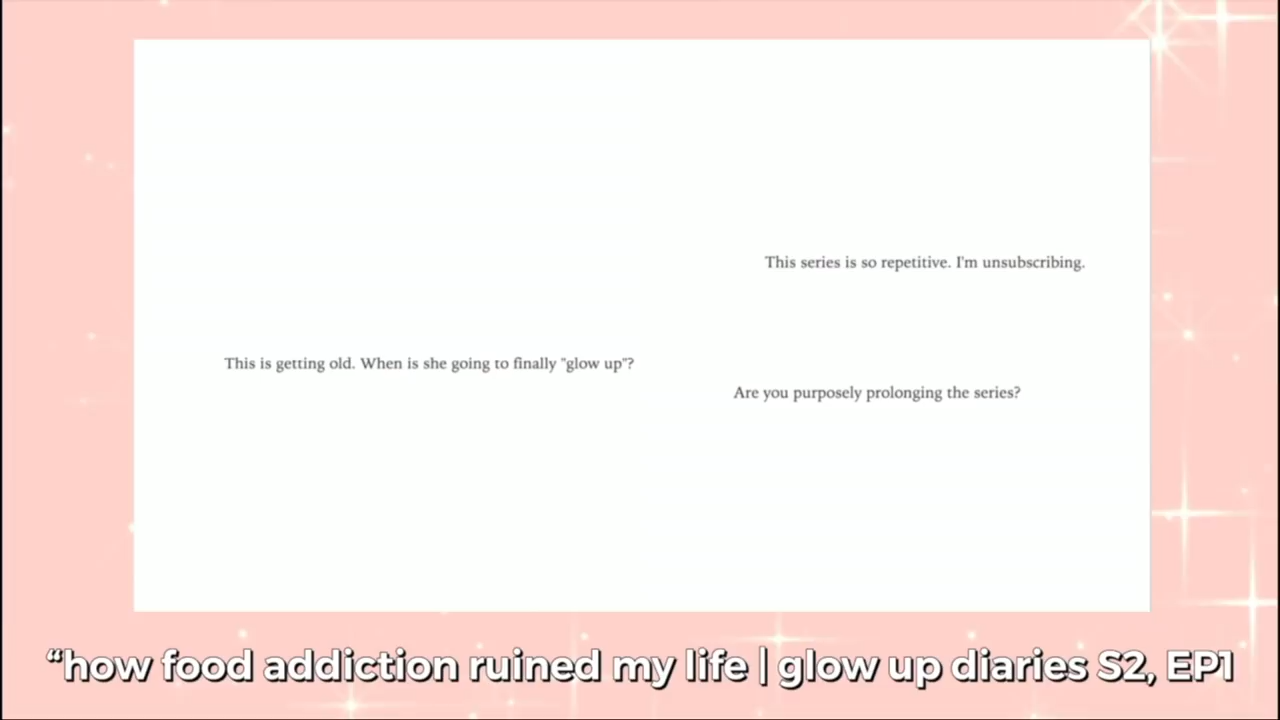 This series is so repetitive. I'm unsubscribing.
This is getting old. When is she going to finally "glow up"?
Are you purposely prolonging the series?
“how food addiction ruined my life | glow up diaries S2, EP1